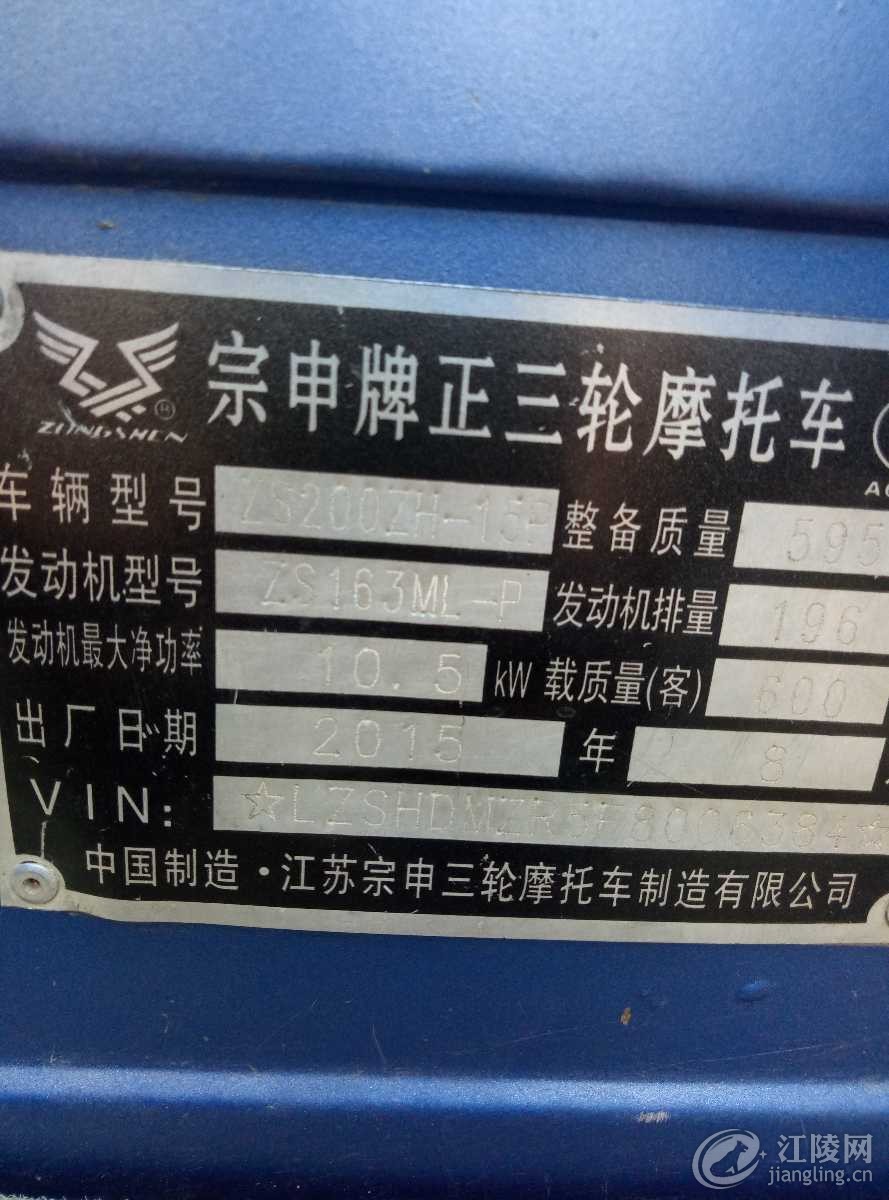 宗申牌正三轮摩托车
ZONGSHEN
车辆型号 ZS200ZH-15P 整备质量 595
发动机型号 ZS163ML-P 发动机排量 196
发动机最大净功率 10.5 kW 载质量(客) 600
出厂日期 2015 年 8
VIN: ☆LZSHDMZR5F8006384☆
中国制造·江苏宗申三轮摩托车制造有限公司
江陵网
jiangling.cn